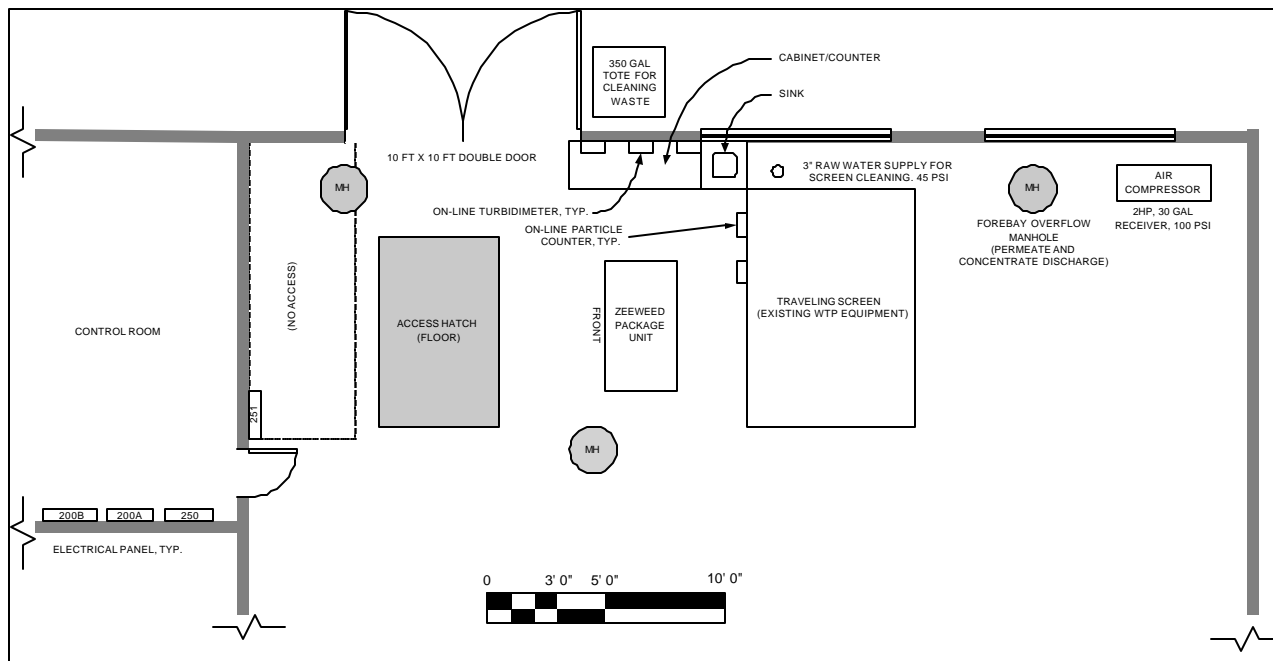 350 GAL
TOTE FOR
CLEANING
WASTE
CABINET/COUNTER
SINK
10 FT X 10 FT DOUBLE DOOR
3" RAW WATER SUPPLY FOR
SCREEN CLEANING. 45 PSI
MH
MH
AIR
COMPRESSOR
2HP, 30 GAL
RECEIVER, 100 PSI
ON-LINE TURBIDIMETER, TYP.
ON-LINE PARTICLE
COUNTER, TYP.
FOREBAY OVERFLOW
MANHOLE
(PERMEATE AND
CONCENTRATE DISCHARGE)
CONTROL ROOM
(NO ACCESS)
ACCESS HATCH
(FLOOR)
FRONT
ZEEWEED
PACKAGE
UNIT
TRAVELING SCREEN
(EXISTING WTP EQUIPMENT)
251
MH
200B
200A
250
ELECTRICAL PANEL, TYP.
0
3' 0"
5' 0"
10' 0"